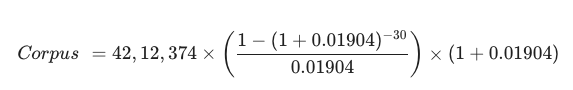 Corpus = 42,12,374 × ( (1 − (1 + 0.01904)^−30) / 0.01904 ) × (1 + 0.01904)